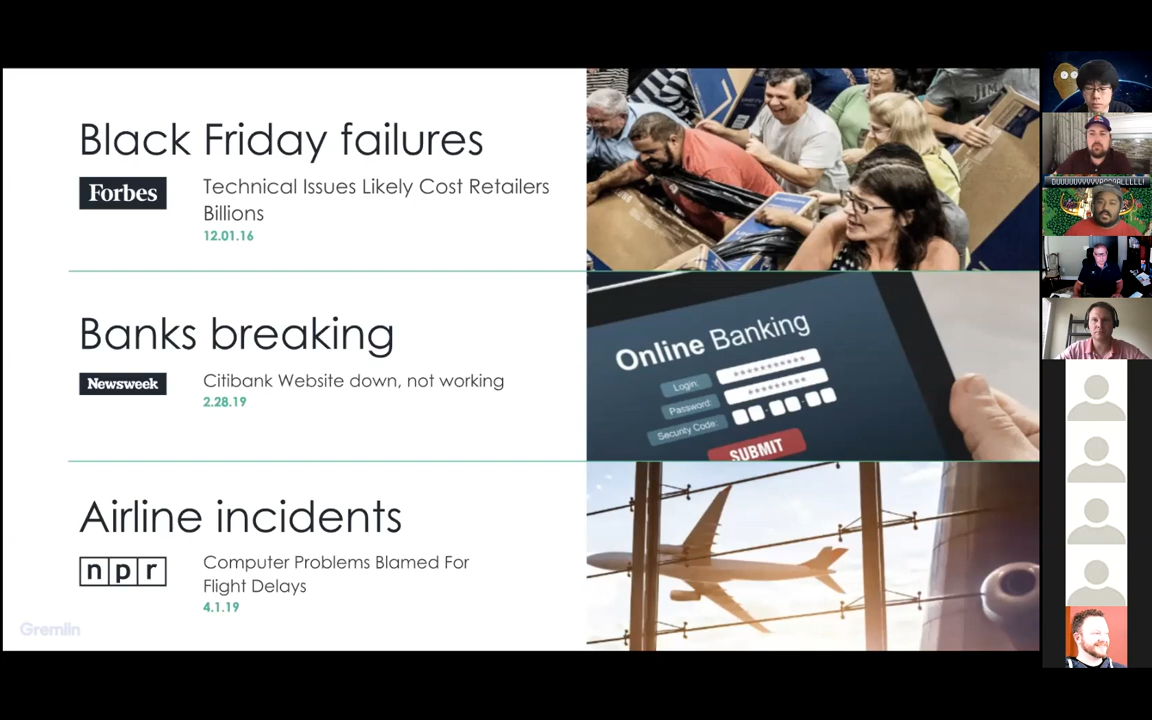 Black Friday failures
Forbes
Technical Issues Likely Cost Retailers
Billions
12.01.16
Banks breaking
Newsweek
Citibank Website down, not working
2.28.19
Airline incidents
npr
Computer Problems Blamed For
Flight Delays
4.1.19
Gremlin
Online Banking
Login:
***********
Password:
**********
Security Code:
SUBMIT